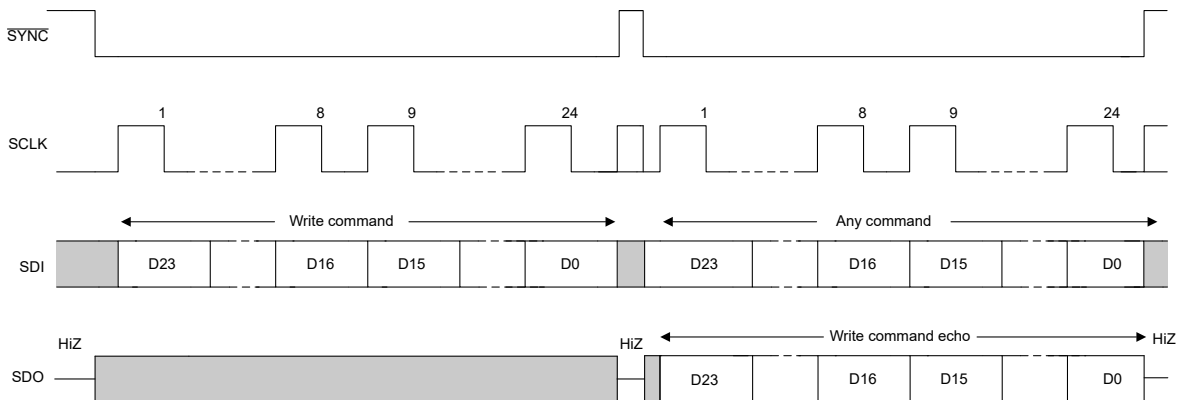 SYNC
1 8 9 24 1 8 9 24
SCLK
Write command Any command
SDI D23 D16 D15 D0 D23 D16 D15 D0
HiZ HiZ Write command echo HiZ
SDO D23 D16 D15 D0